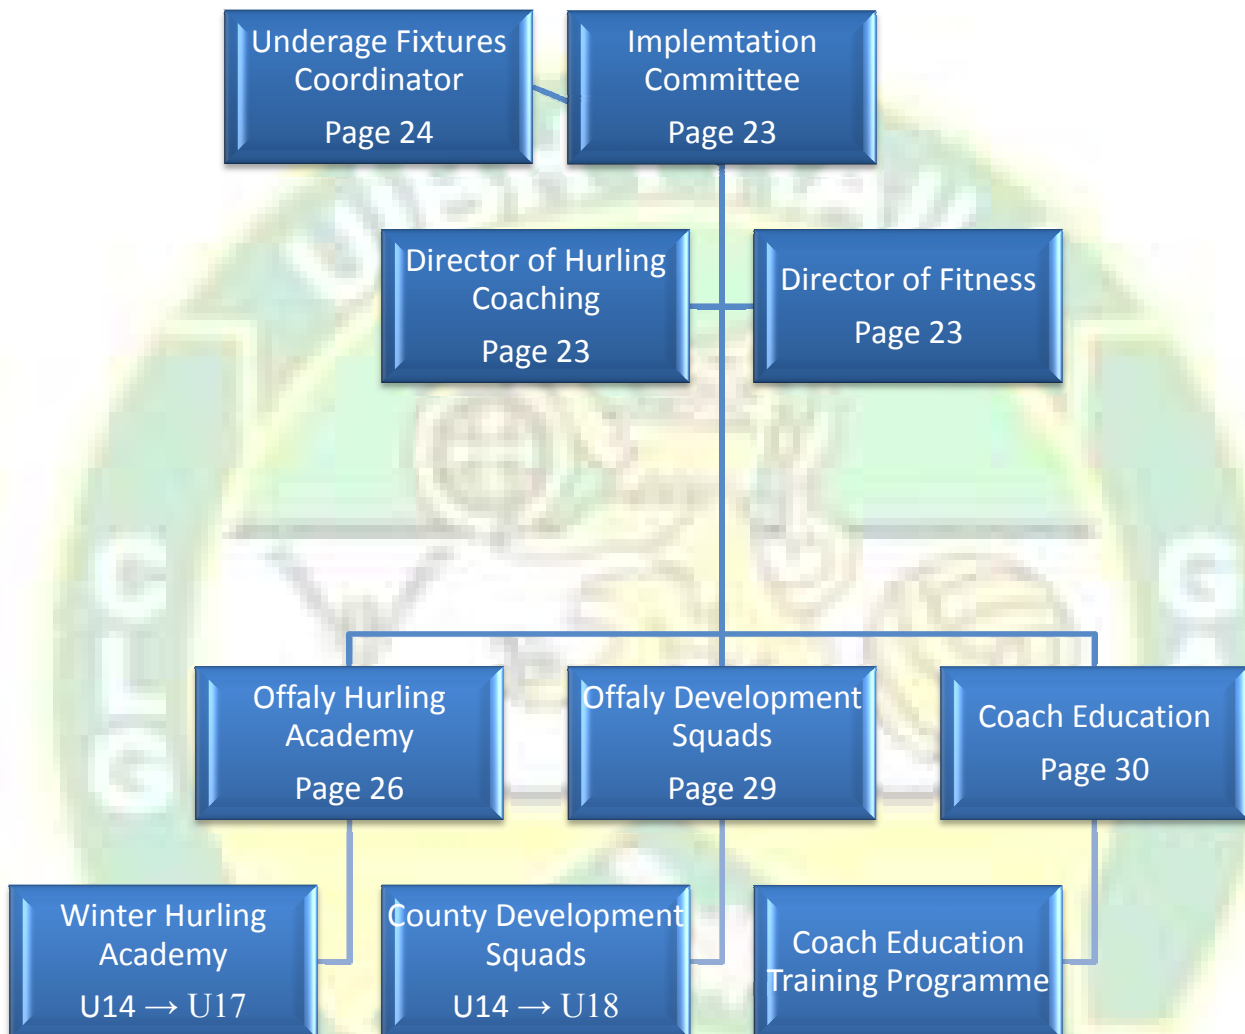 Underage Fixtures
Coordinator
Page 24
Implemtation
Committee
Page 23
Director of Hurling
Coaching
Page 23
Director of Fitness
Page 23
Offaly Hurling
Academy
Page 26
Offaly Development
Squads
Page 29
Coach Education
Page 30
Winter Hurling
Academy
U14 → U17
County Development
Squads
U14 → U18
Coach Education
Training Programme
CLG
G